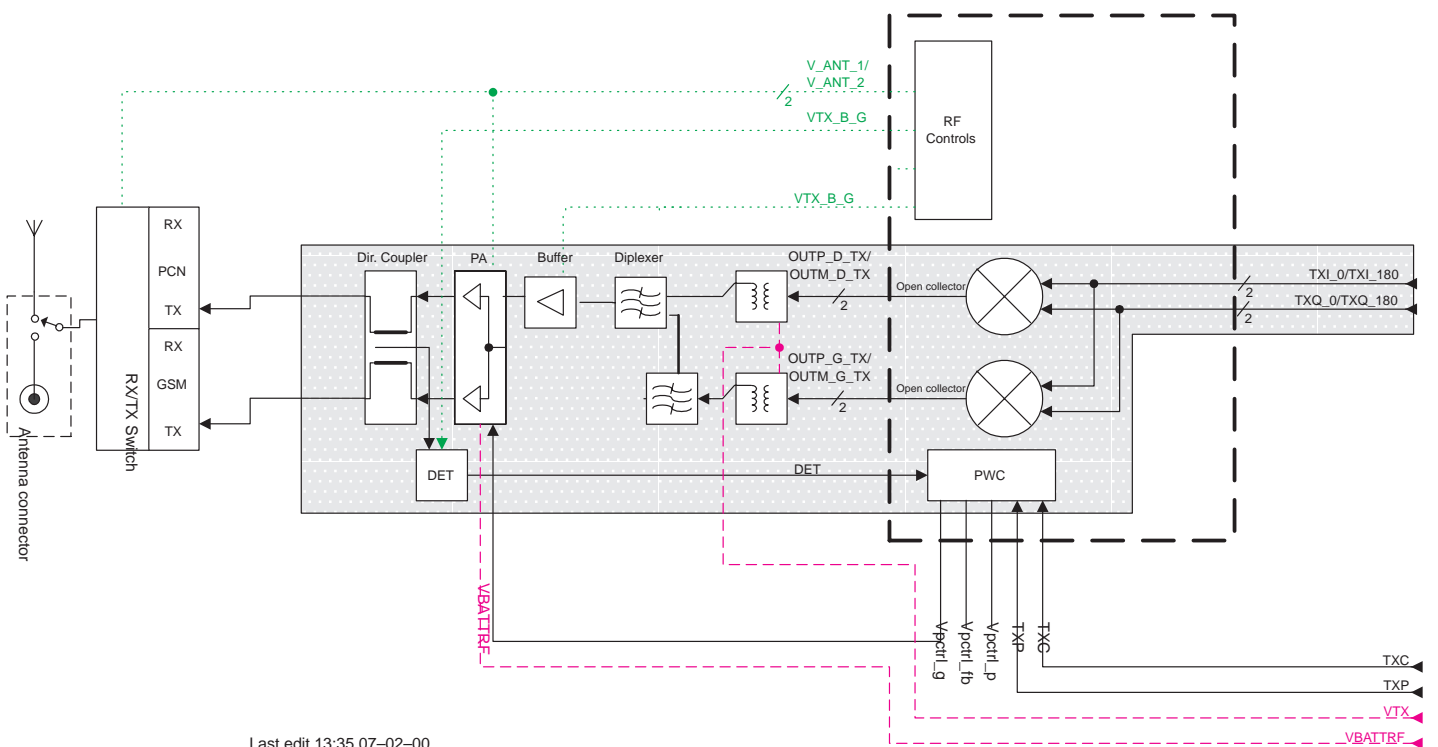 V_ANT_1/
V_ANT_2
2
VTX_B_G
RF
Controls
VTX_B_G
RX
PCN
TX
RX
GSM
TX
RX/TX Switch
Antenna connector
Dir. Coupler
PA
Buffer
Diplexer
OUTP_D_TX/
OUTM_D_TX
2
Open collector
TXI_0/TXI_180
2
TXQ_0/TXQ_180
2
OUTP_G_TX/
OUTM_G_TX
2
Open collector
DET
DET
PWC
VBATTRF
Vpctrl_g
Vpctrl_fb
Vpctrl_p
TXP
TXC
TXC
TXP
VTX
VBATTRF
Last edit 13:35 07–02–00